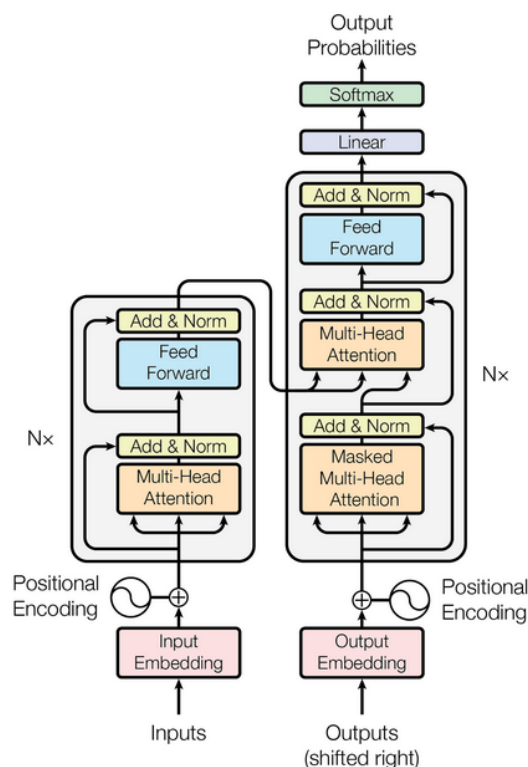 Output
Probabilities
Softmax
Linear
Add & Norm
Feed
Forward
Add & Norm
Multi-Head
Attention
Add & Norm
Masked
Multi-Head
Attention
N×
Add & Norm
Feed
Forward
N×
Add & Norm
Multi-Head
Attention
Positional
Encoding
Positional
Encoding
Input
Embedding
Output
Embedding
Inputs
Outputs
(shifted right)